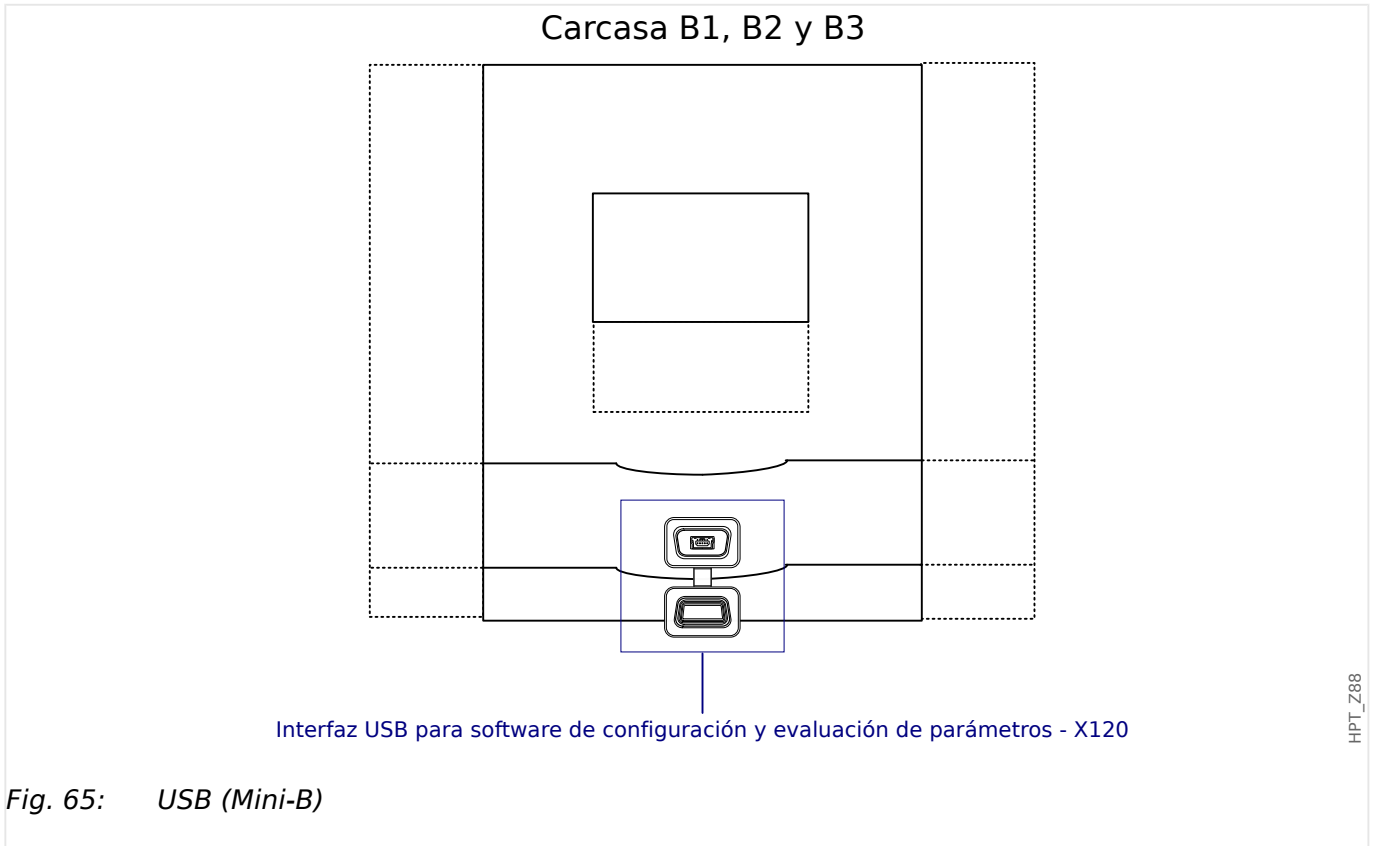 Carcasa B1, B2 y B3
Interfaz USB para software de configuración y evaluación de parámetros - X120
HPT_Z88
Fig. 65: USB (Mini-B)